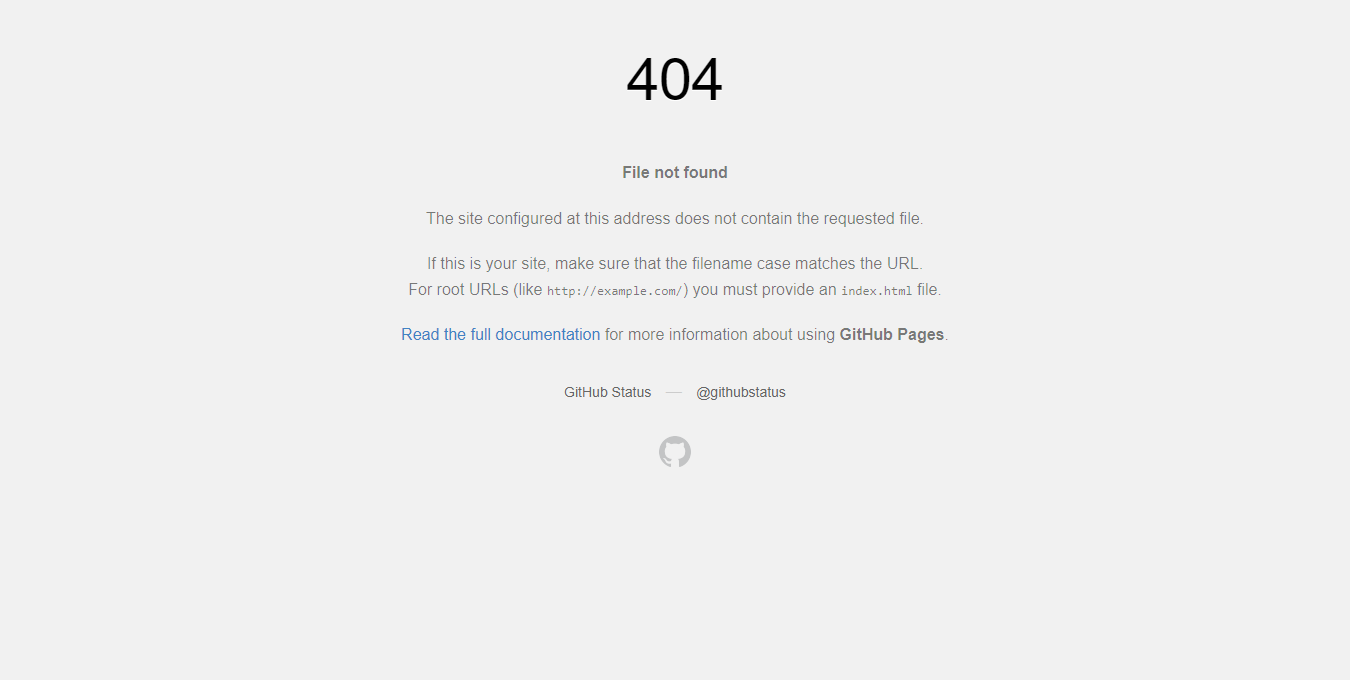 404
File not found
The site configured at this address does not contain the requested file.
If this is your site, make sure that the filename case matches the URL.
For root URLs (like http://example.com/) you must provide an index.html file.
Read the full documentation for more information about using GitHub Pages.
GitHub Status — @githubstatus